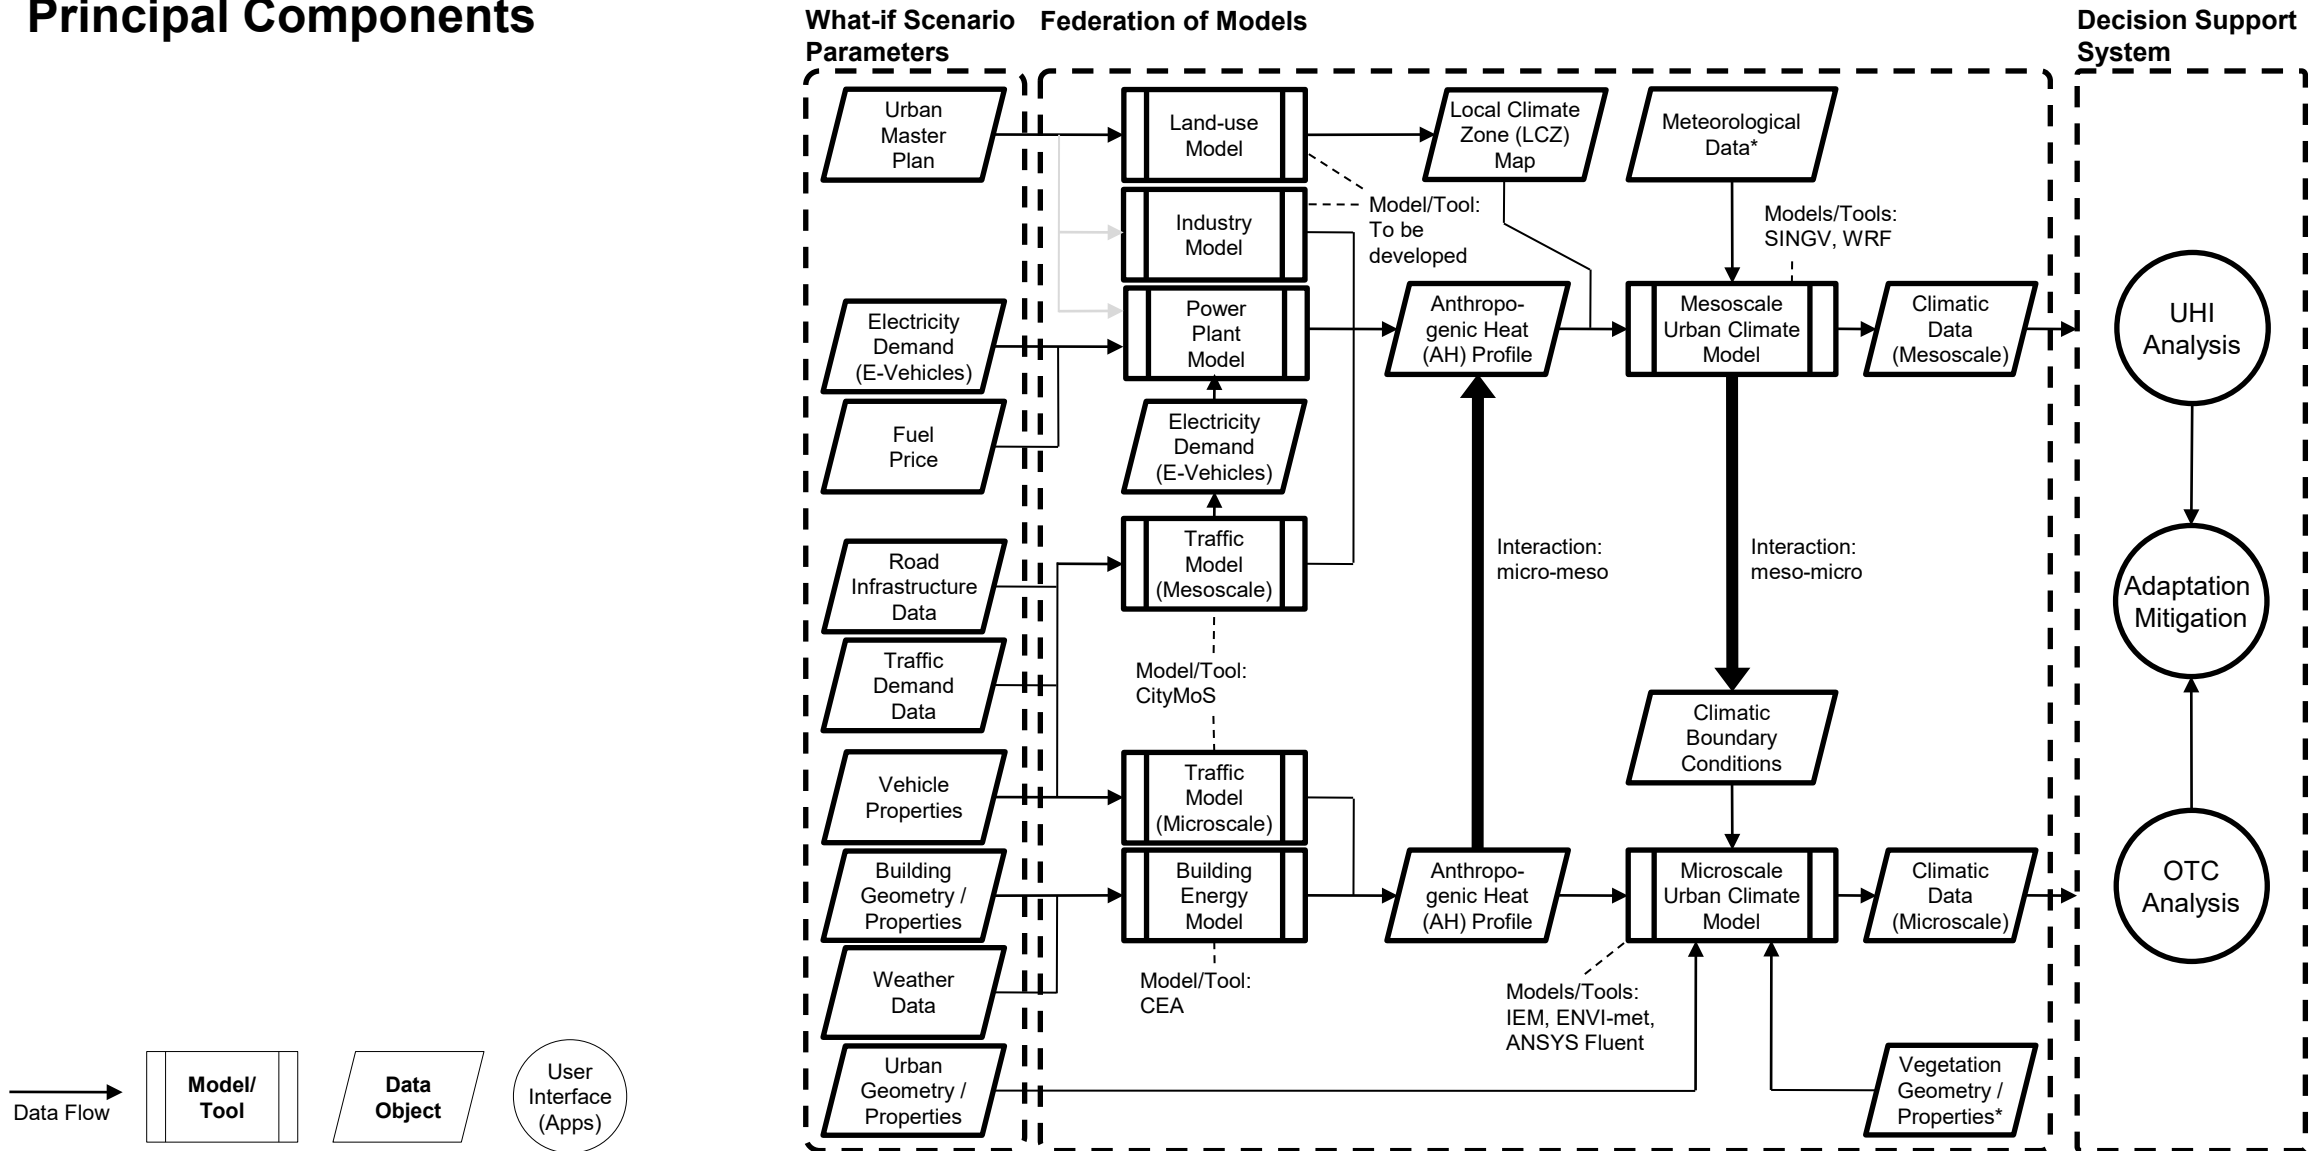 Principal Components
What-if Scenario
Parameters
Federation of Models
Decision Support
System
Urban
Master
Plan
Electricity
Demand
(E-Vehicles)
Fuel
Price
Road
Infrastructure
Data
Traffic
Demand
Data
Vehicle
Properties
Building
Geometry /
Properties
Weather
Data
Urban
Geometry /
Properties
Land-use
Model
Industry
Model
Power
Plant
Model
Electricity
Demand
(E-Vehicles)
Traffic
Model
(Mesoscale)
Model/Tool:
CityMoS
Traffic
Model
(Microscale)
Building
Energy
Model
Model/Tool:
CEA
Local Climate
Zone (LCZ)
Map
Model/Tool:
To be
developed
Anthropo-
genic Heat
(AH) Profile
Interaction:
micro-meso
Anthropo-
genic Heat
(AH) Profile
Meteorological
Data*
Models/Tools:
SINGV, WRF
Mesoscale
Urban Climate
Model
Interaction:
meso-micro
Climatic
Boundary
Conditions
Microscale
Urban Climate
Model
Models/Tools:
IEM, ENVI-met,
ANSYS Fluent
Climatic
Data
(Mesoscale)
Climatic
Data
(Microscale)
Vegetation
Geometry /
Properties*
UHI
Analysis
Adaptation
Mitigation
OTC
Analysis
Data Flow
Model/
Tool
Data
Object
User
Interface
(Apps)